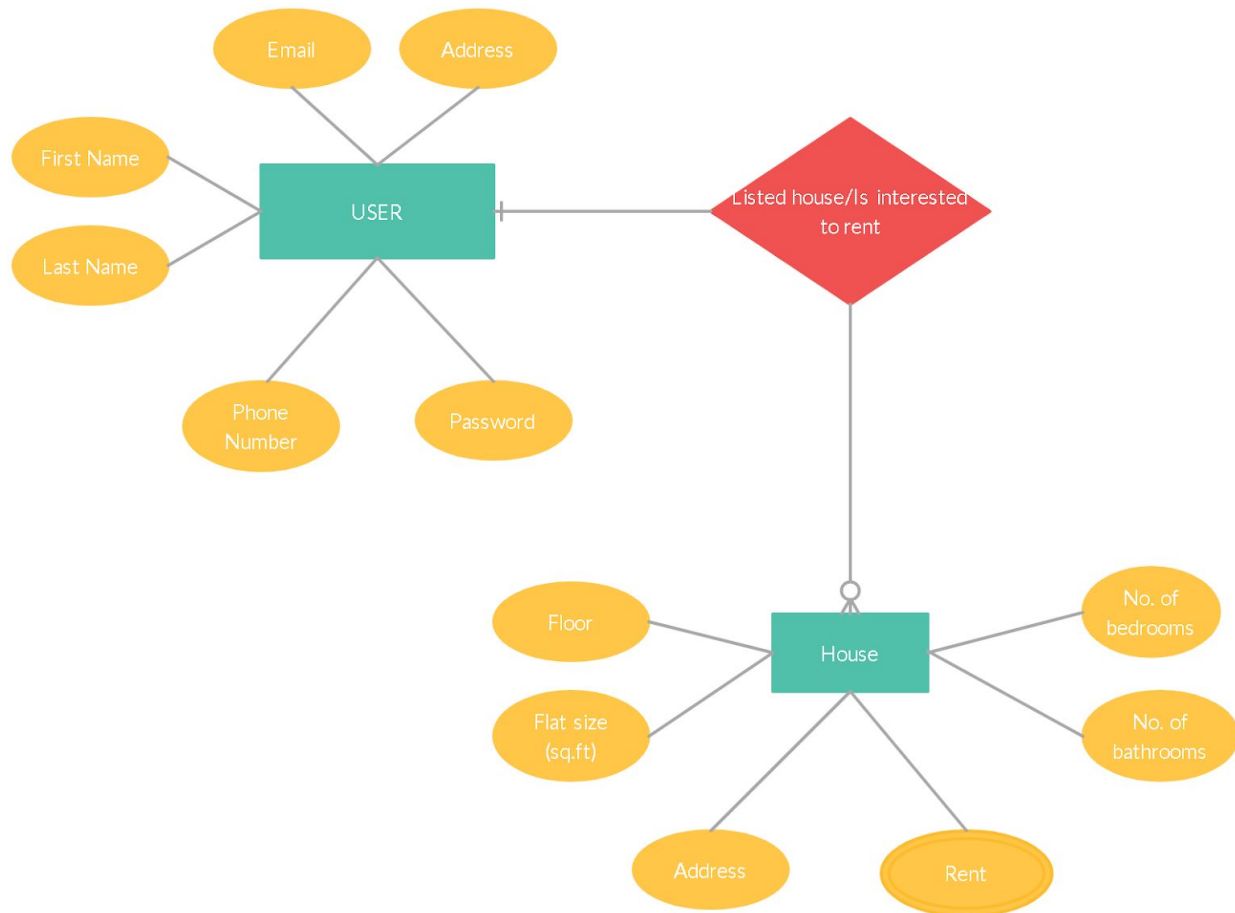 Email
Address
First Name
USER
Listed house/Is interested
to rent
Last Name
Phone
Number
Password
Floor
No. of
bedrooms
House
Flat size
(sq.ft)
No. of
bathrooms
Address
Rent